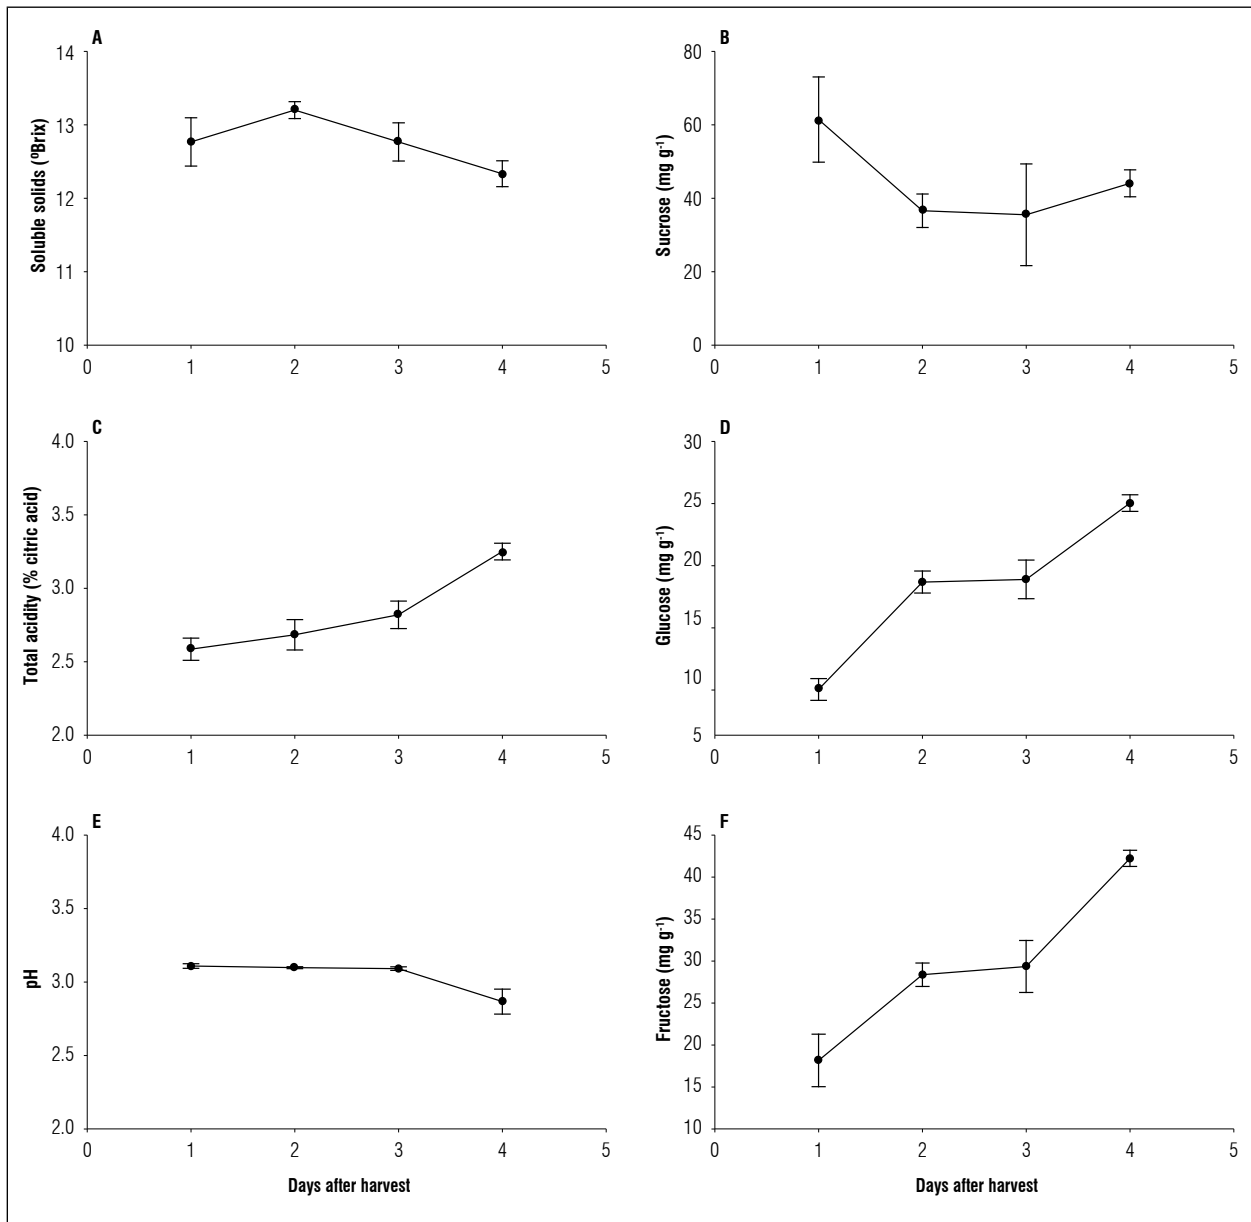 A
Soluble solids (ºBrix)
14
13
12
11
10
0 1 2 3 4 5
B
Sucrose (mg g-1)
80
60
40
20
0
0 1 2 3 4 5
C
Total acidity (% citric acid)
4.0
3.5
3.0
2.5
2.0
0 1 2 3 4 5
D
Glucose (mg g-1)
30
25
20
15
10
5
0 1 2 3 4 5
E
pH
4.0
3.5
3.0
2.5
2.0
0 1 2 3 4 5
Days after harvest
F
Fructose (mg g-1)
45
40
35
30
25
20
15
10
0 1 2 3 4 5
Days after harvest